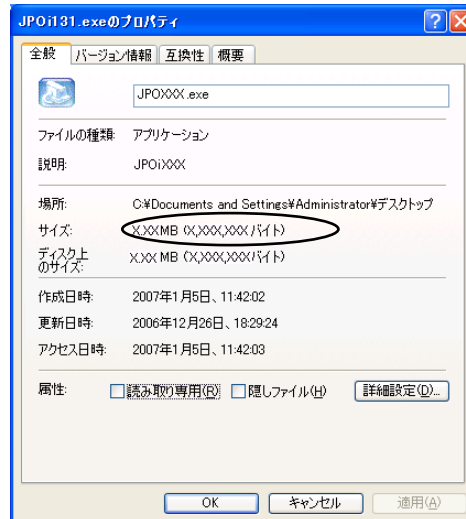 JPOi131.exeのプロパティ
全般 バージョン情報 互換性 概要
JPOXXX.exe
ファイルの種類: アプリケーション
説明: JPOiXXX
場所: C:¥Documents and Settings¥Administrator¥デスクトップ
サイズ: X.XX MB (X,XXX,XXX バイト)
ディスク上
のサイズ: X.XX MB (X,XXX,XXX バイト)
作成日時: 2007年1月5日、11:42:02
更新日時: 2006年12月26日、18:29:24
アクセス日時: 2007年1月5日、11:42:03
属性: 読み取り専用(R) 隠しファイル(H) 詳細設定(D)...
OK キャンセル 適用(A)